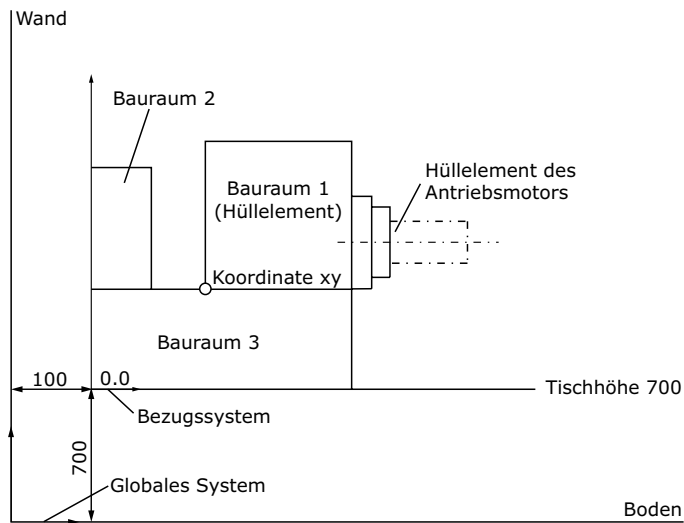 Wand
Bauraum 2
Hüllelement des
Antriebsmotors
Bauraum 1
(Hüllelement)
Koordinate xy
Bauraum 3
100
0.0
Tischhöhe 700
Bezugssystem
700
Globales System
Boden